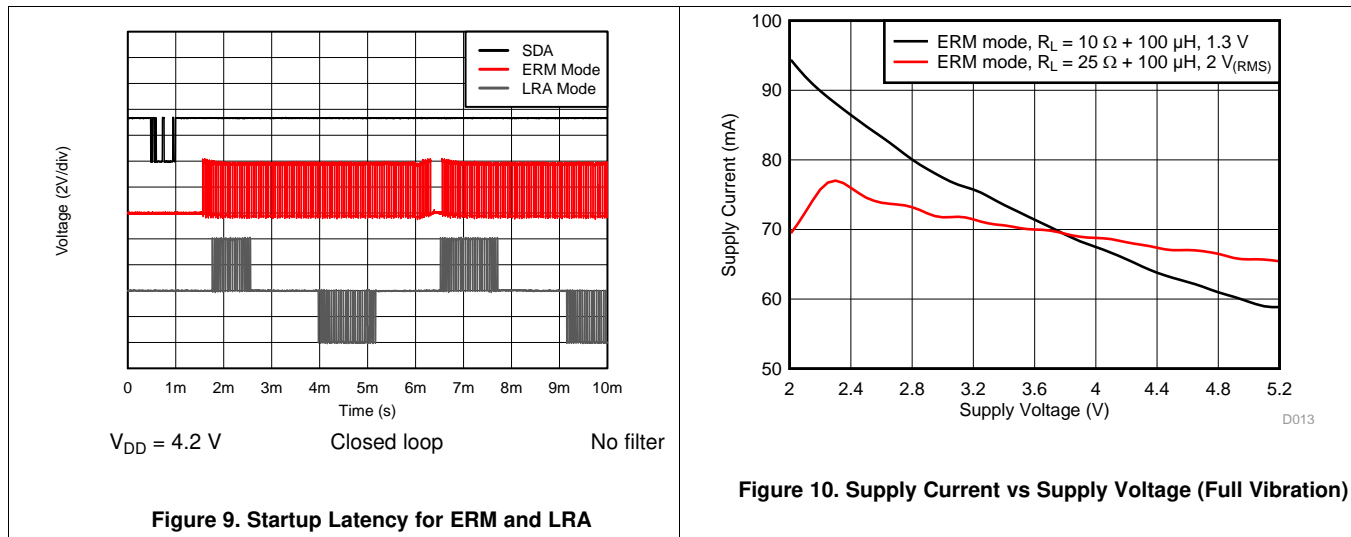 SDA
ERM Mode
LRA Mode
Voltage (2V/div)
0 1m 2m 3m 4m 5m 6m 7m 8m 9m 10m
Time (s)
VDD = 4.2 V Closed loop No filter
Figure 9. Startup Latency for ERM and LRA
ERM mode, RL = 10 Ω + 100 µH, 1.3 V
ERM mode, RL = 25 Ω + 100 µH, 2 V(RMS)
Supply Current (mA)
100
90
80
70
60
50
2 2.4 2.8 3.2 3.6 4 4.4 4.8 5.2
Supply Voltage (V)
D013
Figure 10. Supply Current vs Supply Voltage (Full Vibration)